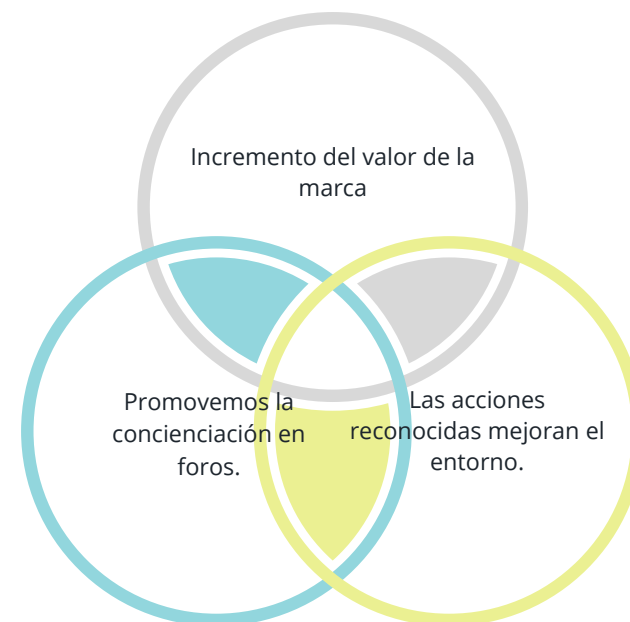 Incremento del valor de la
marca
Promovemos la
concienciación en
foros.
Las acciones
reconocidas mejoran el
entorno.